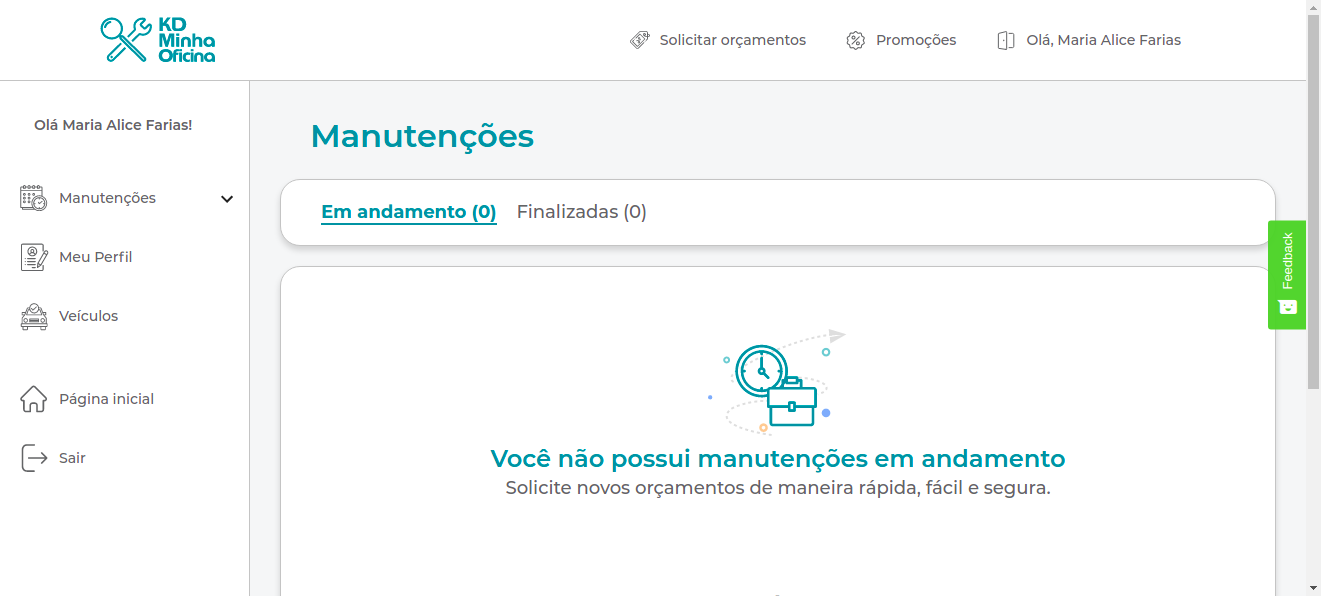 KD
Minha
Oficina
Solicitar orçamentos
Promoções
Olá, Maria Alice Farias
Olá Maria Alice Farias!
Manutenções
Meu Perfil
Veículos
Página inicial
Sair
Manutenções
Em andamento (0) Finalizadas (0)
Você não possui manutenções em andamento
Solicite novos orçamentos de maneira rápida, fácil e segura.
Feedback